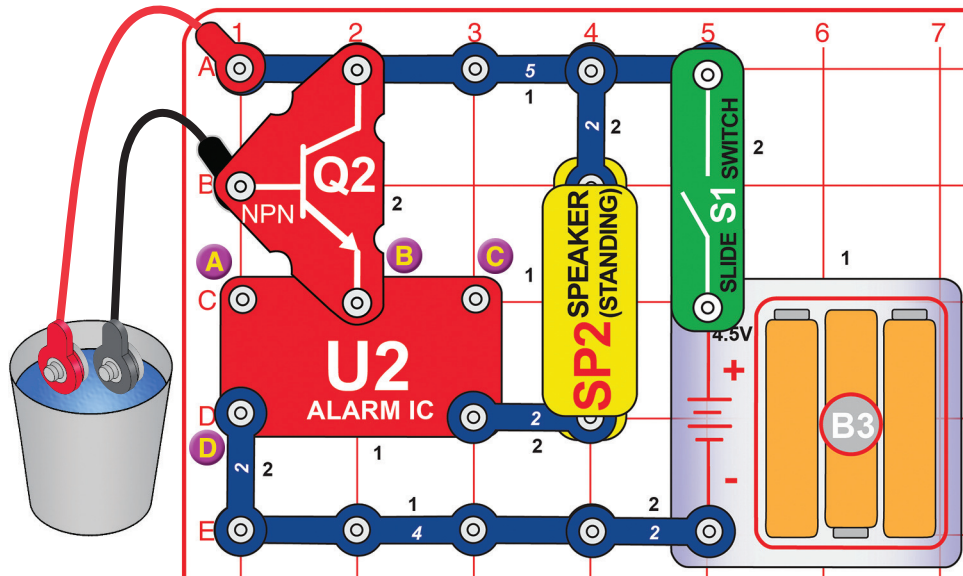 1 2 3 4 5 6 7
A
5
1
2
2
Q2
NPN
B
2
SPEAKER
(STANDING)
SP2
SLIDE S1 SWITCH
2
A
B
C
C
1
1
4.5V
+
-
B3
U2
ALARM IC
D
D
2
2
1
2
2
E
1
4
2
2